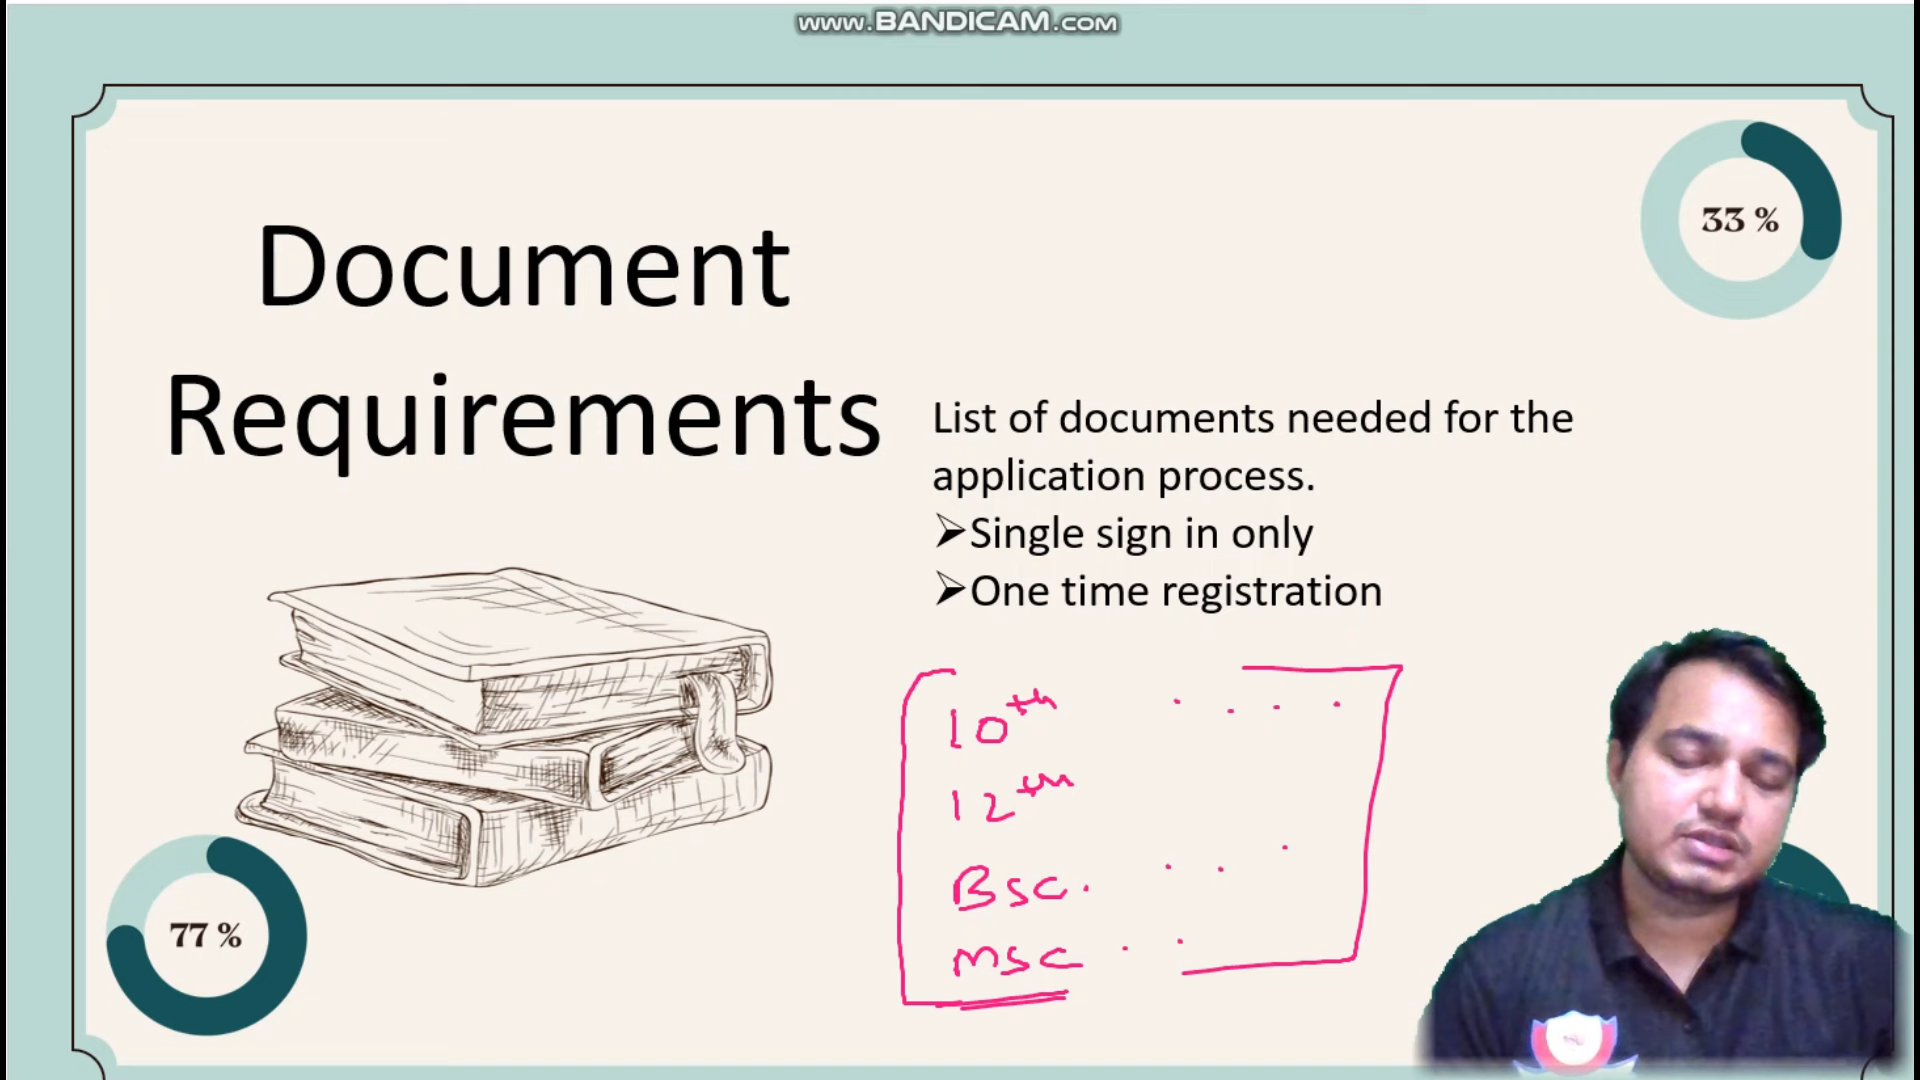 www.BANDICAM.com
33 %
Document
Requirements
List of documents needed for the
application process.
➢Single sign in only
➢One time registration
10th
12th
BSC.
MSC
77 %